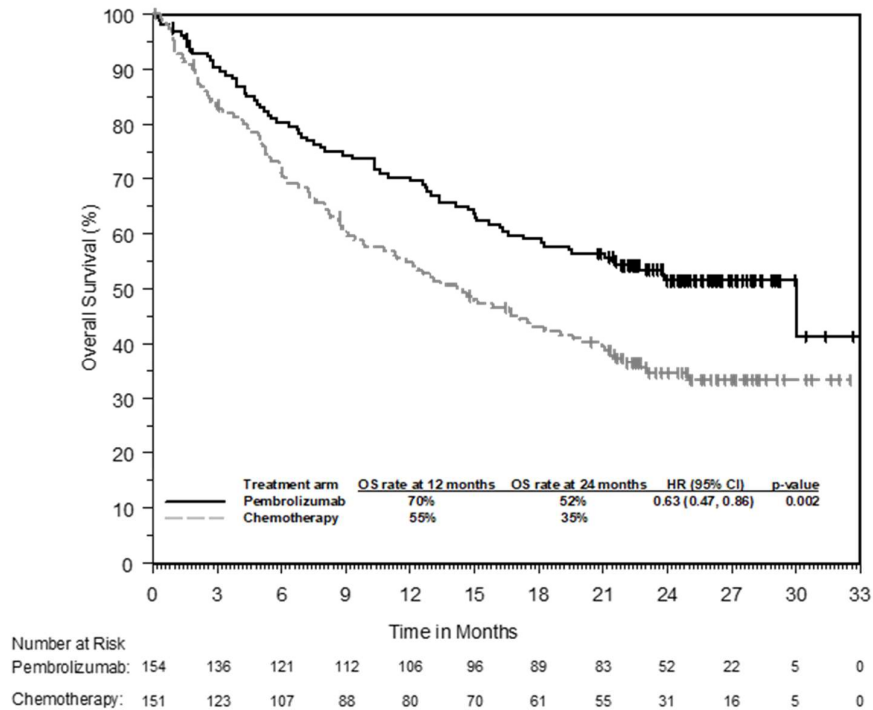 100
90
80
70
60
50
40
30
20
10
0
Overall Survival (%)
Treatment arm OS rate at 12 months OS rate at 24 months HR (95% CI) p-value
Pembrolizumab 70% 52% 0.63 (0.47, 0.86) 0.002
Chemotherapy 55% 35%
0 3 6 9 12 15 18 21 24 27 30 33
Time in Months
Number at Risk
Pembrolizumab: 154 136 121 112 106 96 89 83 52 22 5 0
Chemotherapy: 151 123 107 88 80 70 61 55 31 16 5 0